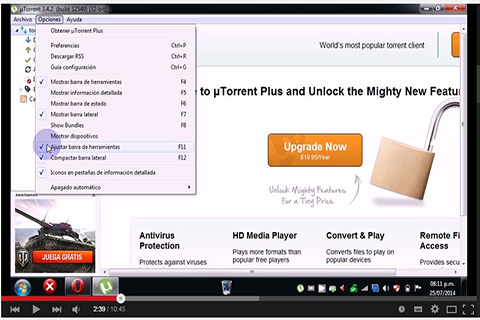 µTorrent 3.4.2 (build 32549) [32-bit]
Archivo Opciones Ayuda
Obtener µTorrent Plus
Preferencias Ctrl+P
Descargar RSS Ctrl+R
Guía configuración Ctrl+G
Mostrar barra de herramientas F4
Mostrar información detallada F5
Mostrar barra de estado F6
Mostrar barra lateral F7
Show Bundles F8
Mostrar dispositivos
Ajustar barra de herramientas F11
Compactar barra lateral F12
Iconos en pestañas de información detallada
Apagado automático
World's most popular torrent client
to µTorrent Plus and Unlock the Mighty New Featur
Upgrade Now
$19.95/Year
Unlock Mighty Features
for a Tiny Price
Advertisement
JUEGA GRATIS
Antivirus
Protection
Protects against virus
HD Media Player
Plays more formats than
popular free players
Convert & Play
Converts files to play on
popular devices
Remote Fi
Access
Provides secu
08:11 p.m.
25/07/2014
2:39 / 10:45